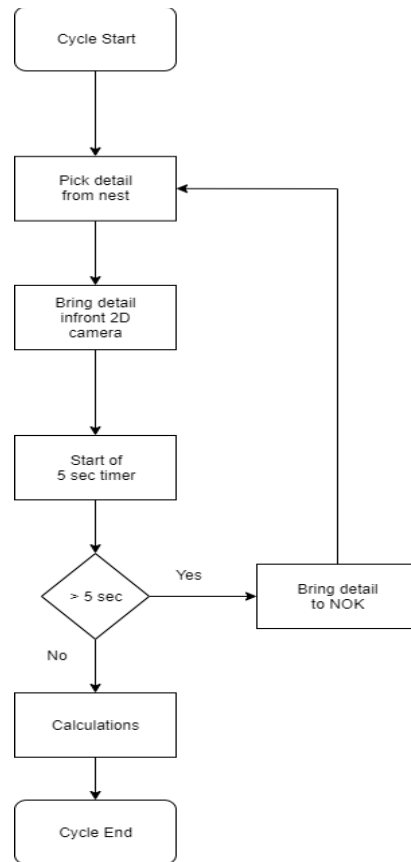 Cycle Start
Pick detail
from nest
Bring detail
infront 2D
camera
Start of
5 sec timer
> 5 sec
Yes
Bring detail
to NOK
No
Calculations
Cycle End